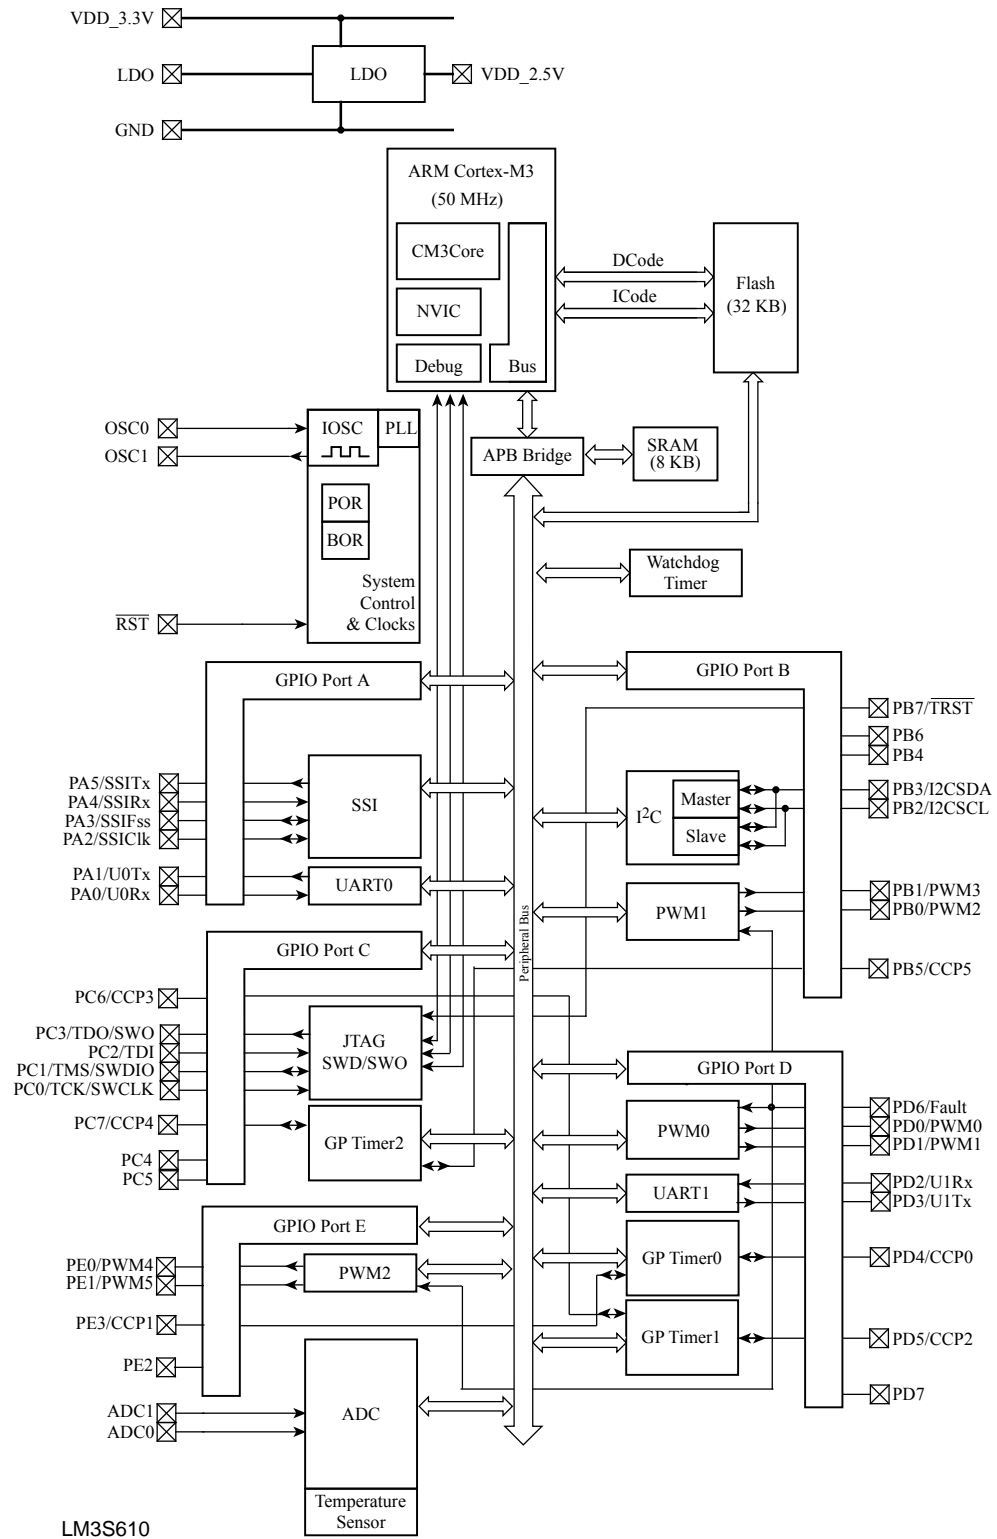 VDD_3.3V
LDO
LDO
VDD_2.5V
GND
ARM Cortex-M3
(50 MHz)
CM3Core
NVIC
Debug
Bus
DCode
ICode
Flash
(32 KB)
OSC0
OSC1
IOSC
PLL
POR
BOR
System
Control
& Clocks
RST
APB Bridge
SRAM
(8 KB)
Watchdog
Timer
Peripheral Bus
GPIO Port A
PA5/SSITx
PA4/SSIRx
PA3/SSIFss
PA2/SSIClk
SSI
PA1/U0Tx
PA0/U0Rx
UART0
GPIO Port B
PB7/TRST
PB6
PB4
PB3/I2CSDA
PB2/I2CSCL
I²C
Master
Slave
PWM1
PB1/PWM3
PB0/PWM2
PB5/CCP5
GPIO Port C
PC6/CCP3
PC3/TDO/SWO
PC2/TDI
PC1/TMS/SWDIO
PC0/TCK/SWCLK
JTAG
SWD/SWO
PC7/CCP4
GP Timer2
PC4
PC5
GPIO Port D
PD6/Fault
PD0/PWM0
PD1/PWM1
PWM0
PD2/U1Rx
PD3/U1Tx
UART1
GP Timer0
PD4/CCP0
GP Timer1
PD5/CCP2
PD7
GPIO Port E
PE0/PWM4
PE1/PWM5
PWM2
PE3/CCP1
PE2
ADC1
ADC0
ADC
Temperature
Sensor
LM3S610